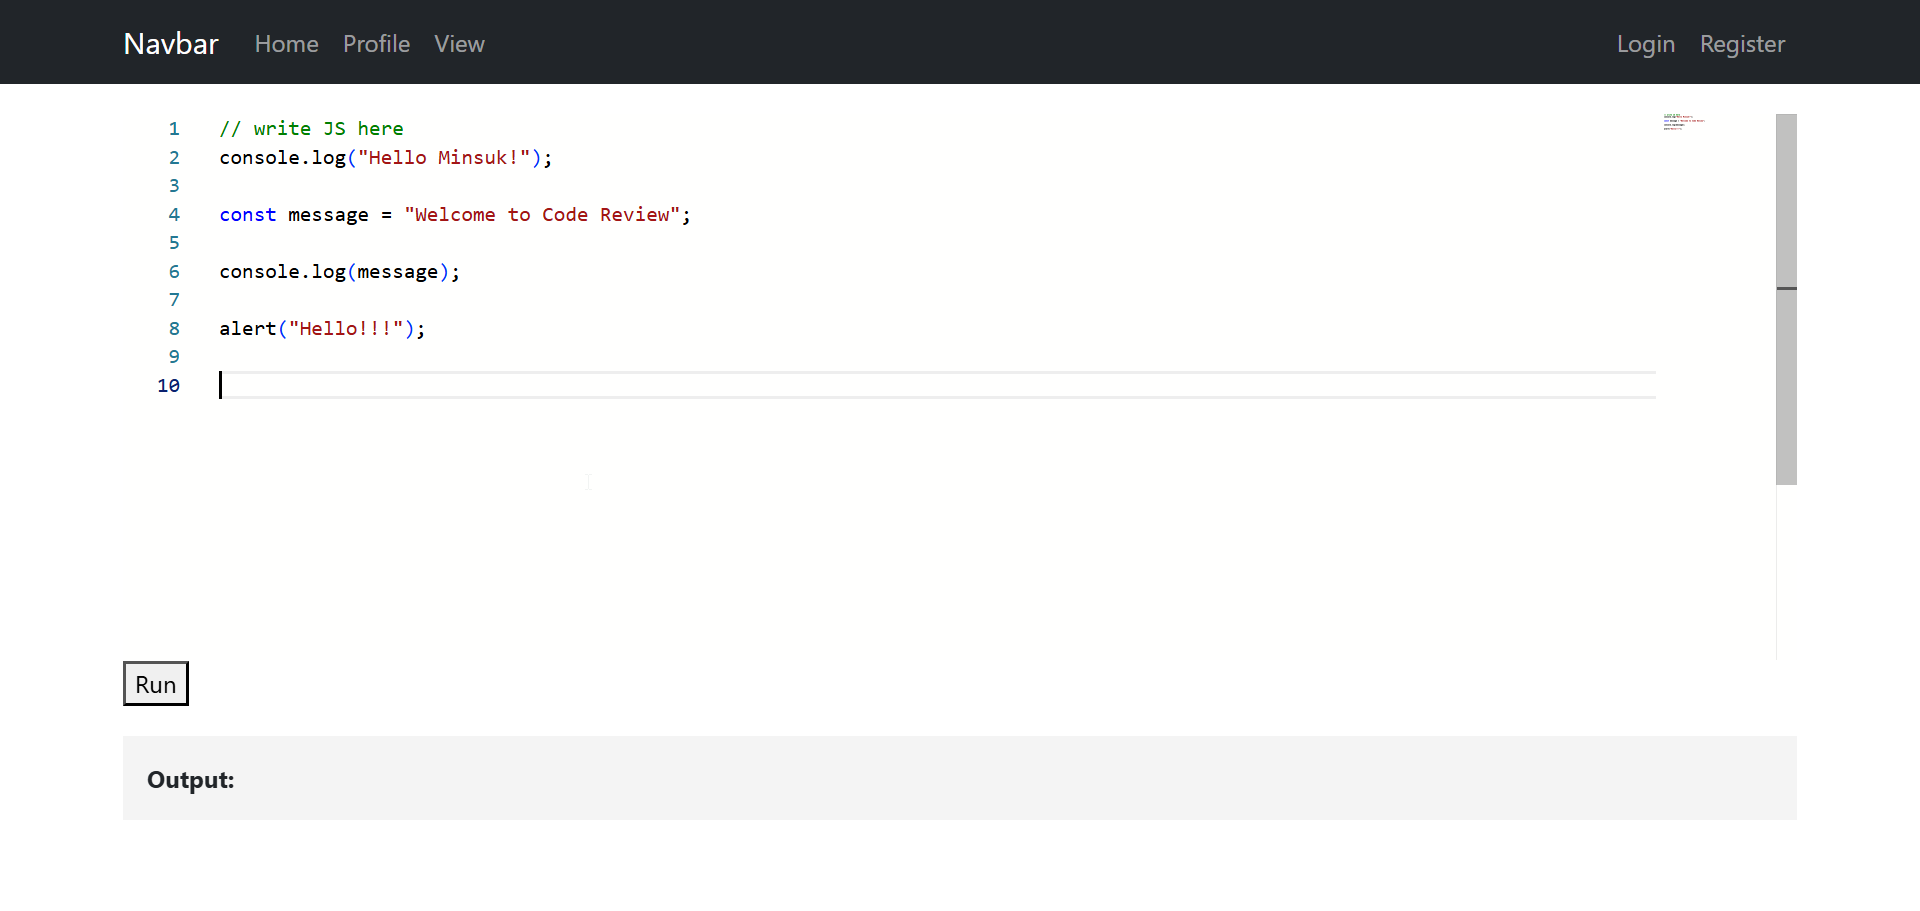 Navbar Home Profile View Login Register
1 // write JS here
2 console.log("Hello Minsuk!");
3
4 const message = "Welcome to Code Review";
5
6 console.log(message);
7
8 alert("Hello!!!");
9
10
Run
Output: